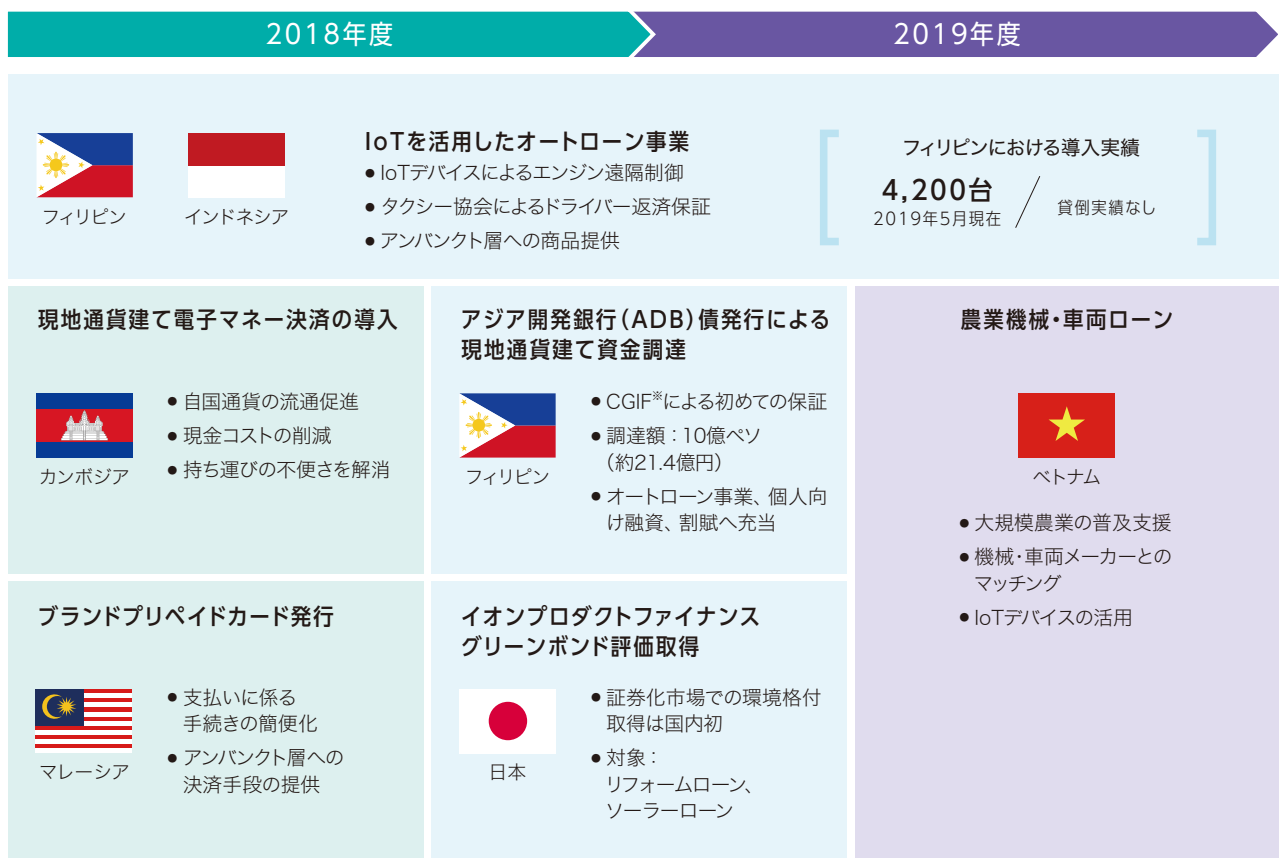 2018年度
2019年度
フィリピン
インドネシア
IoTを活用したオートローン事業
● IoTデバイスによるエンジン遠隔制御
● タクシー協会によるドライバー返済保証
● アンバンクト層への商品提供
フィリピンにおける導入実績
4,200台
2019年5月現在
貸倒実績なし
現地通貨建て電子マネー決済の導入
カンボジア
● 自国通貨の流通促進
● 現金コストの削減
● 持ち運びの不便さを解消
アジア開発銀行(ADB)債発行による
現地通貨建て資金調達
フィリピン
● CGIF※による初めての保証
● 調達額：10億ペソ
(約21.4億円)
● オートローン事業、個人向
け融資、割賦へ充当
農業機械・車両ローン
ベトナム
● 大規模農業の普及支援
● 機械・車両メーカーとの
マッチング
● IoTデバイスの活用
ブランドプリペイドカード発行
マレーシア
● 支払いに係る
手続きの簡便化
● アンバンクト層への
決済手段の提供
イオンプロダクトファイナンス
グリーンボンド評価取得
日本
● 証券化市場での環境格付
取得は国内初
● 対象：
リフォームローン、
ソーラーローン